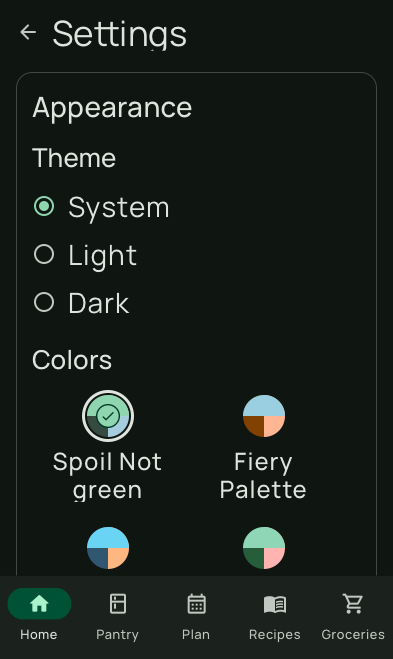 Settings
Appearance
Theme
System
Light
Dark
Colors
Spoil Not
green
Fiery
Palette
Home
Pantry
Plan
Recipes
Groceries